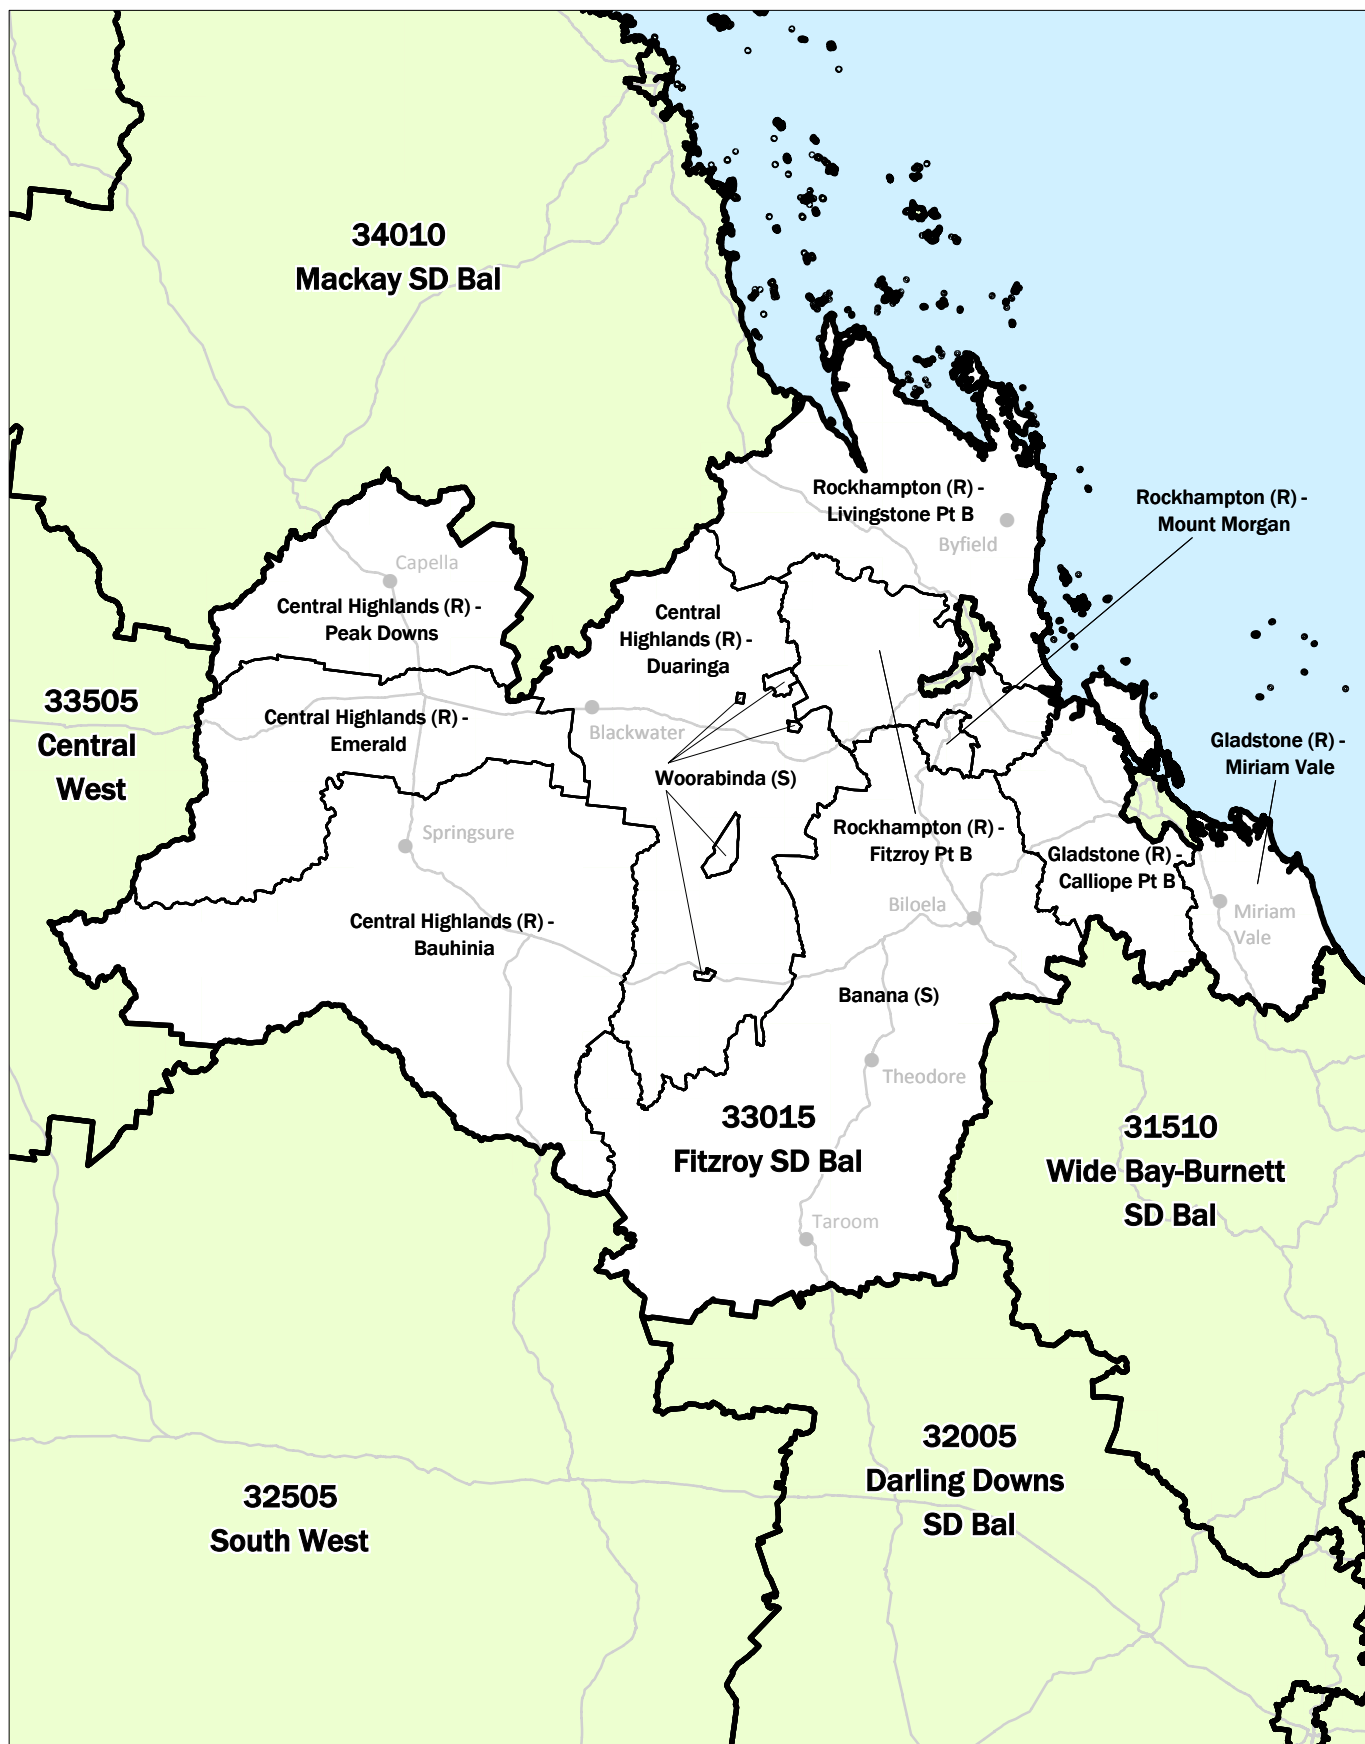 34010
Mackay SD Bal
Rockhampton (R) -
Livingstone Pt B
Rockhampton (R) -
Mount Morgan
Byfield
Capella
Central Highlands (R) -
Peak Downs
Central
Highlands (R) -
Duaringa
33505
Central
West
Central Highlands (R) -
Emerald
Blackwater
Gladstone (R) -
Miriam Vale
Woorabinda (S)
Springsure
Rockhampton (R) -
Fitzroy Pt B
Gladstone (R) -
Calliope Pt B
Biloela
Miriam
Vale
Central Highlands (R) -
Bauhinia
Banana (S)
Theodore
33015
Fitzroy SD Bal
31510
Wide Bay-Burnett
SD Bal
Taroom
32005
Darling Downs
SD Bal
32505
South West